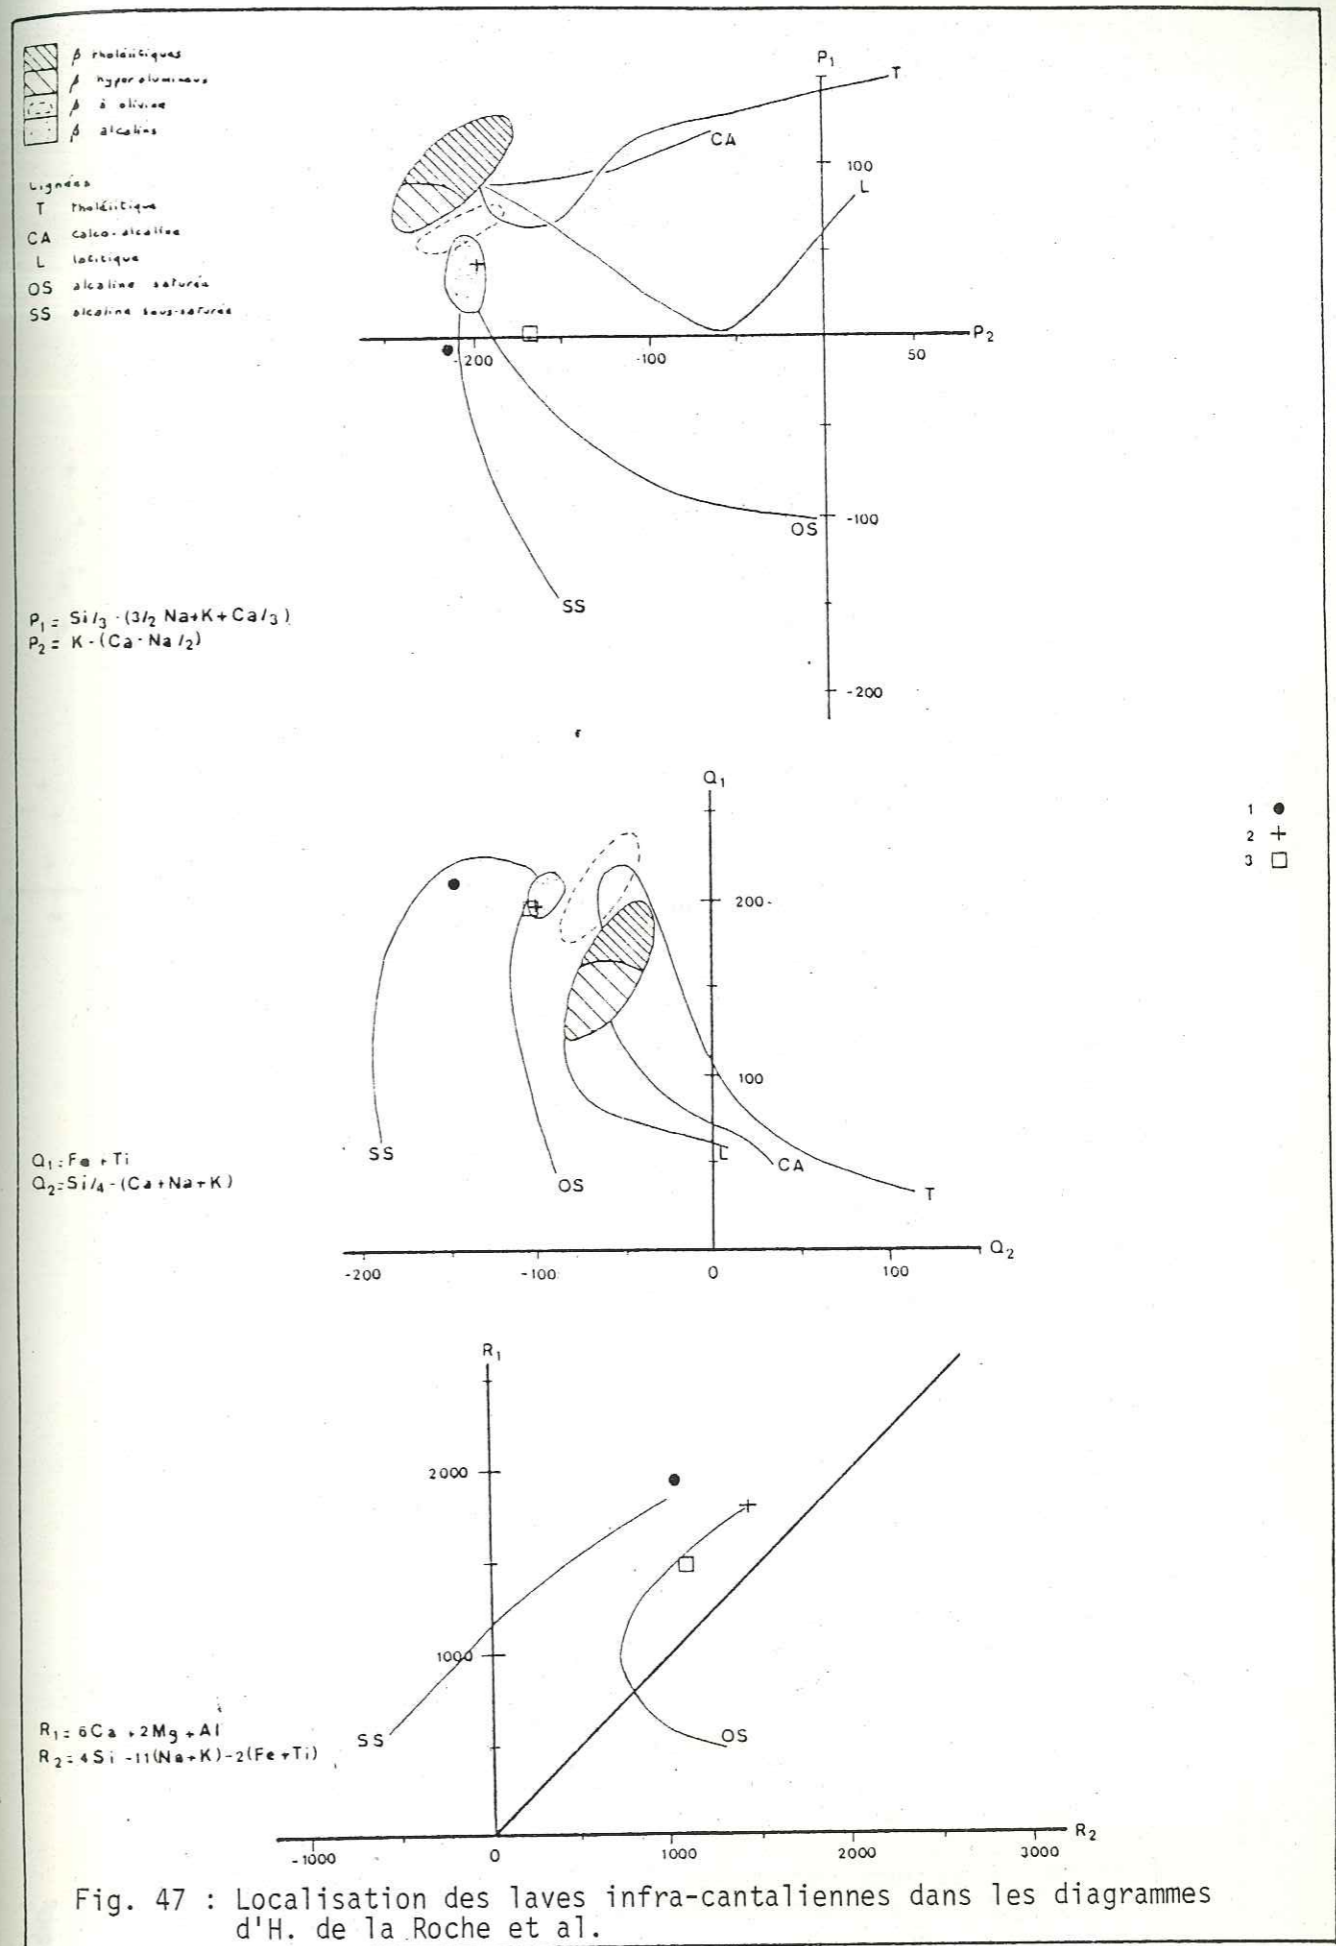 β tholéiitiques
β hyperalumineux
β à olivine
β alcalins
Lignées
T tholéiitique
CA calco-alcaline
L latitique
OS alcaline saturée
SS alcaline sous-saturée
P₁
T
CA
100
L
P₂
-200
-100
50
-100
OS
SS
-200
P₁ = Si/3 - (3/2 Na+K+Ca/3)
P₂ = K - (Ca - Na/2)
Q₁
1
2
3
200
100
SS
OS
L
CA
T
Q₁ = Fe + Ti
Q₂ = Si/4 - (Ca+Na+K)
Q₂
-200
-100
0
100
R₁
2000
1000
SS
OS
R₁ = 6Ca + 2Mg + Al
R₂ = 4Si - 11(Na+K) - 2(Fe+Ti)
R₂
-1000
0
1000
2000
3000
Fig. 47 : Localisation des laves infra-cantaliennes dans les diagrammes
d'H. de la Roche et al.